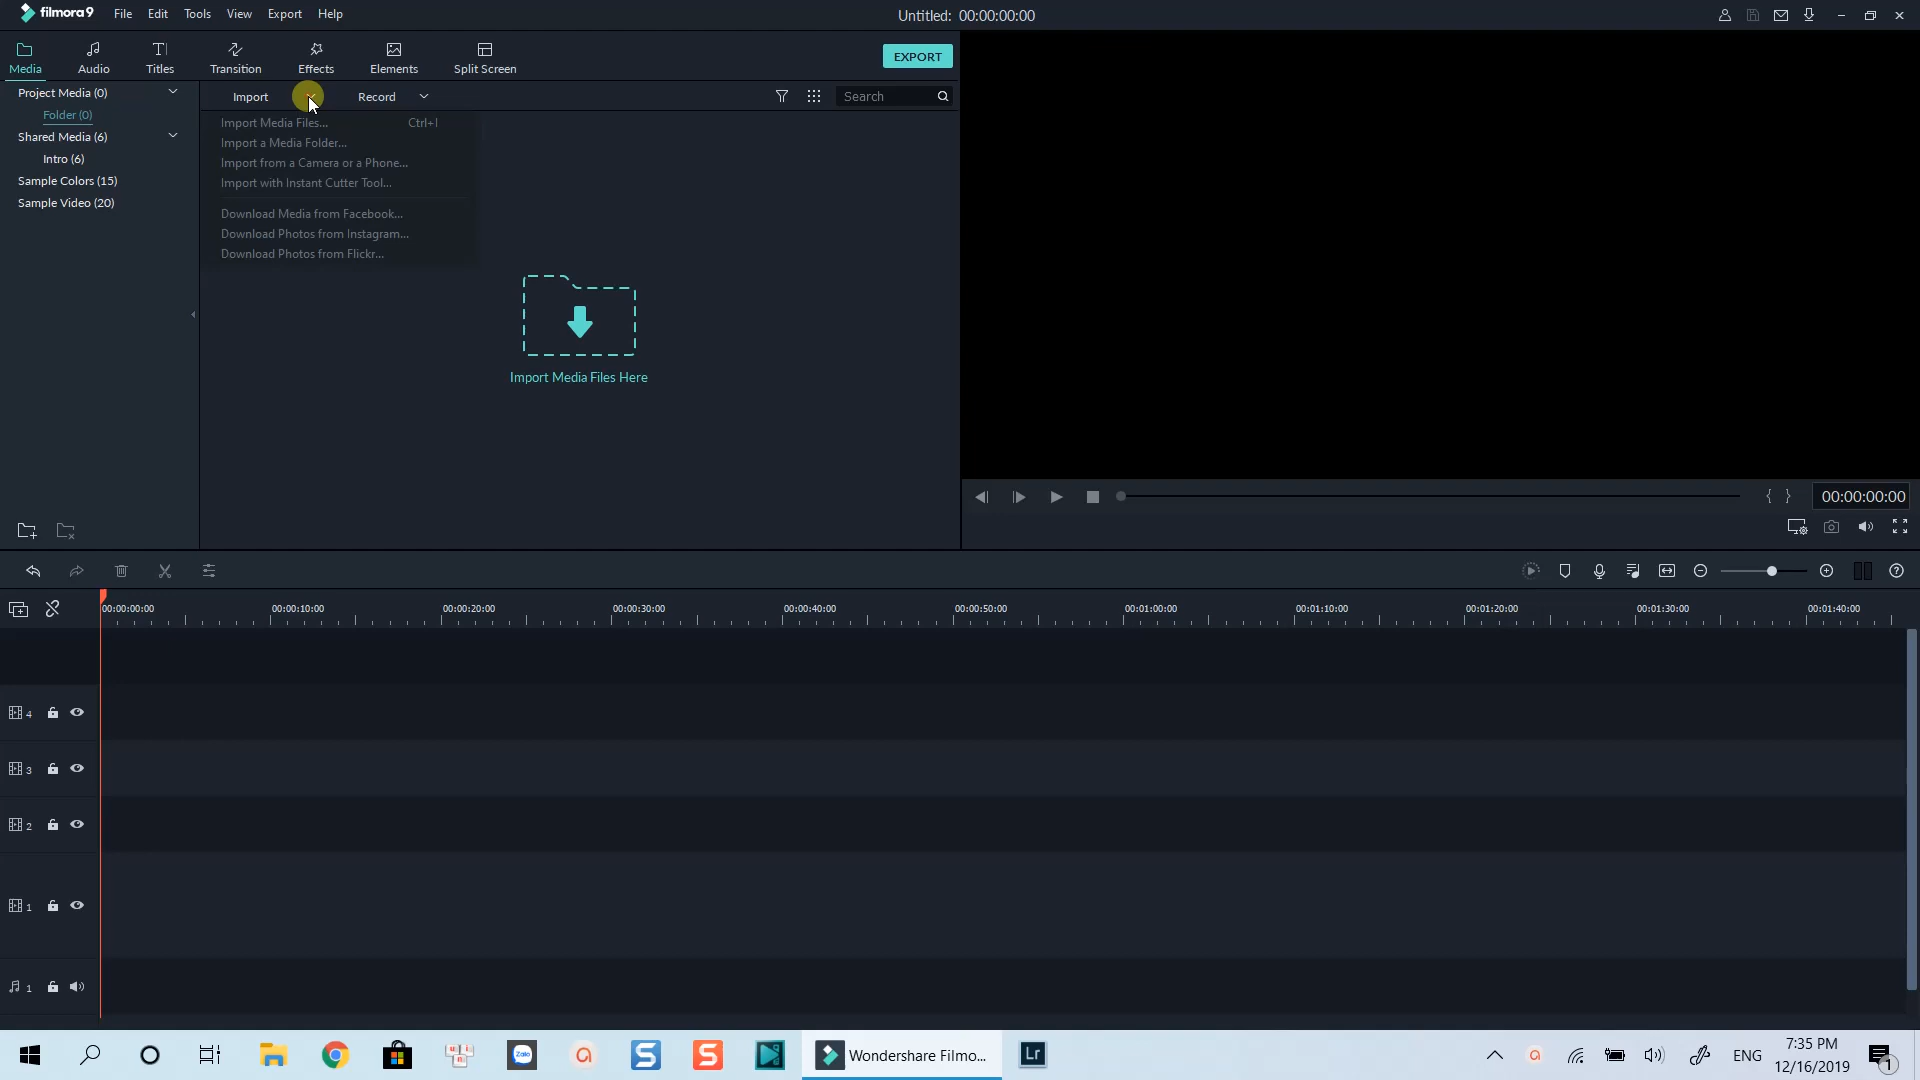 filmora9 File Edit Tools View Export Help Untitled: 00:00:00:00
Media Audio Titles Transition Effects Elements Split Screen EXPORT
Project Media (0)
Folder (0)
Shared Media (6)
Intro (6)
Sample Colors (15)
Sample Video (20)
Import Record Search
Import Media Files... Ctrl+I
Import a Media Folder...
Import from a Camera or a Phone...
Import with Instant Cutter Tool...
Download Media from Facebook...
Download Photos from Instagram...
Download Photos from Flickr...
Import Media Files Here
{ } 00:00:00:00
00:00:00:00 00:00:10:00 00:00:20:00 00:00:30:00 00:00:40:00 00:00:50:00 00:01:00:00 00:01:10:00 00:01:20:00 00:01:30:00 00:01:40:00
4
3
2
1
1
Zalo S S Wondershare Filmo... Lr ENG 7:35 PM
12/16/2019 1